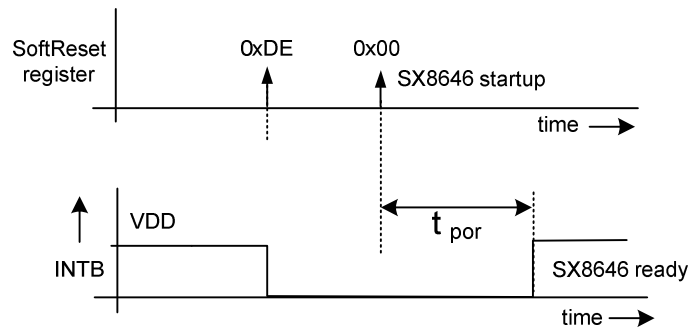 SoftReset
register
0xDE
0x00
SX8646 startup
time
VDD
t por
INTB
SX8646 ready
time